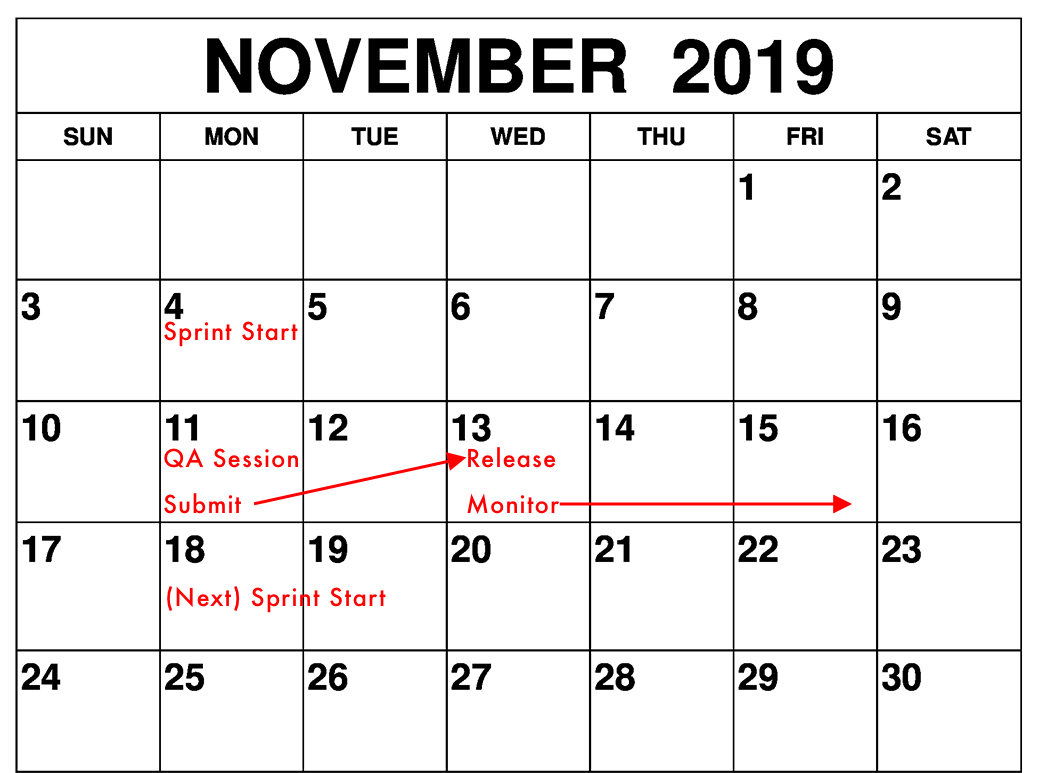 NOVEMBER 2019
SUN MON TUE WED THU FRI SAT
1 2
3 4 5 6 7 8 9
Sprint Start
10 11 12 13 14 15 16
QA Session Release
Submit Monitor
17 18 19 20 21 22 23
(Next) Sprint Start
24 25 26 27 28 29 30